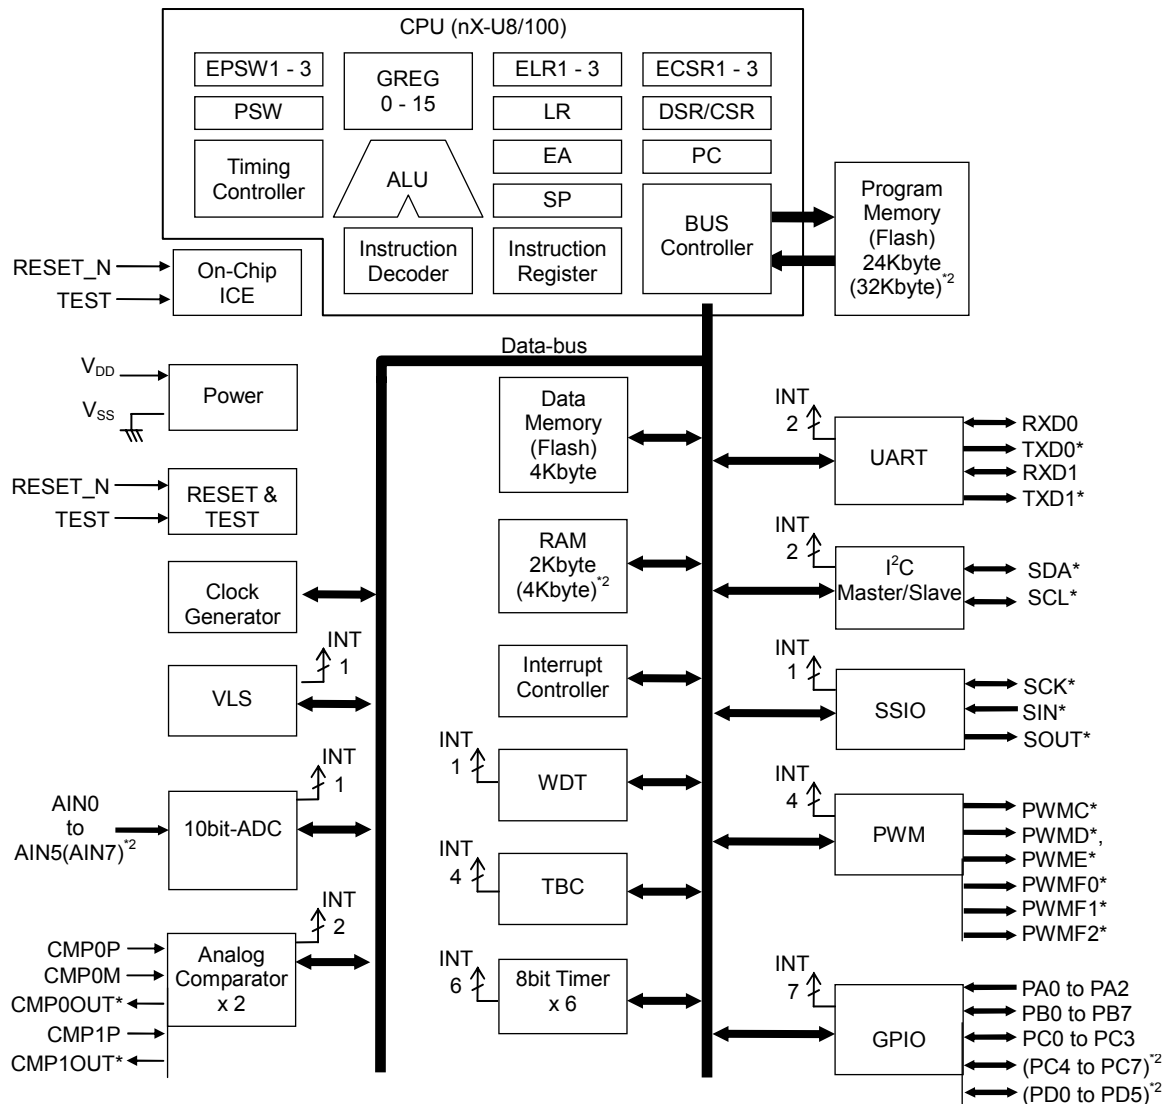 CPU (nX-U8/100)
EPSW1 - 3
GREG
0 - 15
ELR1 - 3
ECSR1 - 3
PSW
LR
DSR/CSR
Timing
Controller
ALU
EA
PC
SP
BUS
Controller
Instruction
Decoder
Instruction
Register
Program
Memory
(Flash)
24Kbyte
(32Kbyte)*2
RESET_N
TEST
On-Chip
ICE
Data-bus
VDD
VSS
Power
RESET_N
TEST
RESET &
TEST
Clock
Generator
VLS
INT
1
AIN0
to
AIN5(AIN7)*2
10bit-ADC
INT
1
CMP0P
CMP0M
CMP0OUT*
CMP1P
CMP1OUT*
Analog
Comparator
x 2
INT
2
Data
Memory
(Flash)
4Kbyte
RAM
2Kbyte
(4Kbyte)*2
Interrupt
Controller
INT
1
WDT
INT
4
TBC
INT
6
8bit Timer
x 6
INT
2
UART
RXD0
TXD0*
RXD1
TXD1*
INT
2
I2C
Master/Slave
SDA*
SCL*
INT
1
SSIO
SCK*
SIN*
SOUT*
INT
4
PWM
PWMC*
PWMD*,
PWME*
PWMF0*
PWMF1*
PWMF2*
INT
7
GPIO
PA0 to PA2
PB0 to PB7
PC0 to PC3
(PC4 to PC7)*2
(PD0 to PD5)*2